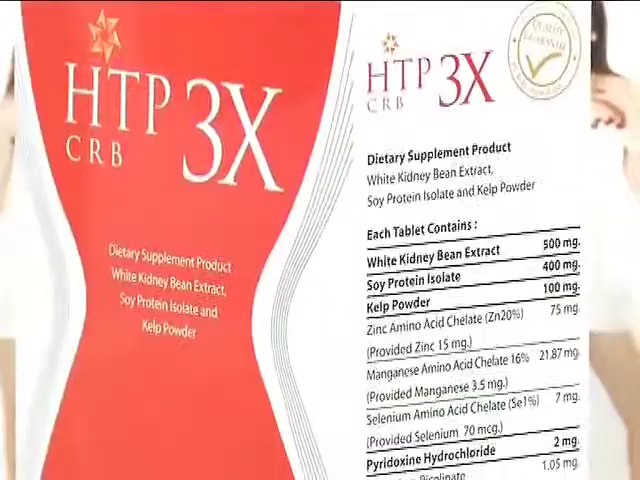 HTP 3X
CRB
Dietary Supplement Product
White Kidney Bean Extract,
Soy Protein Isolate and
Kelp Powder
HTP 3X
CRB
QUALITY
GUARANTEE
Dietary Supplement Product
White Kidney Bean Extract,
Soy Protein Isolate and Kelp Powder
Each Tablet Contains :
White Kidney Bean Extract 500 mg.
Soy Protein Isolate 400 mg.
Kelp Powder 100 mg.
Zinc Amino Acid Chelate (Zn20%) 75 mg.
(Provided Zinc 15 mg.)
Manganese Amino Acid Chelate 16% 21.87 mg.
(Provided Manganese 3.5 mg.)
Selenium Amino Acid Chelate (Se1%) 7 mg.
(Provided Selenium 70 mcg.)
Pyridoxine Hydrochloride 2 mg.
Picolinate 1.05 mg.